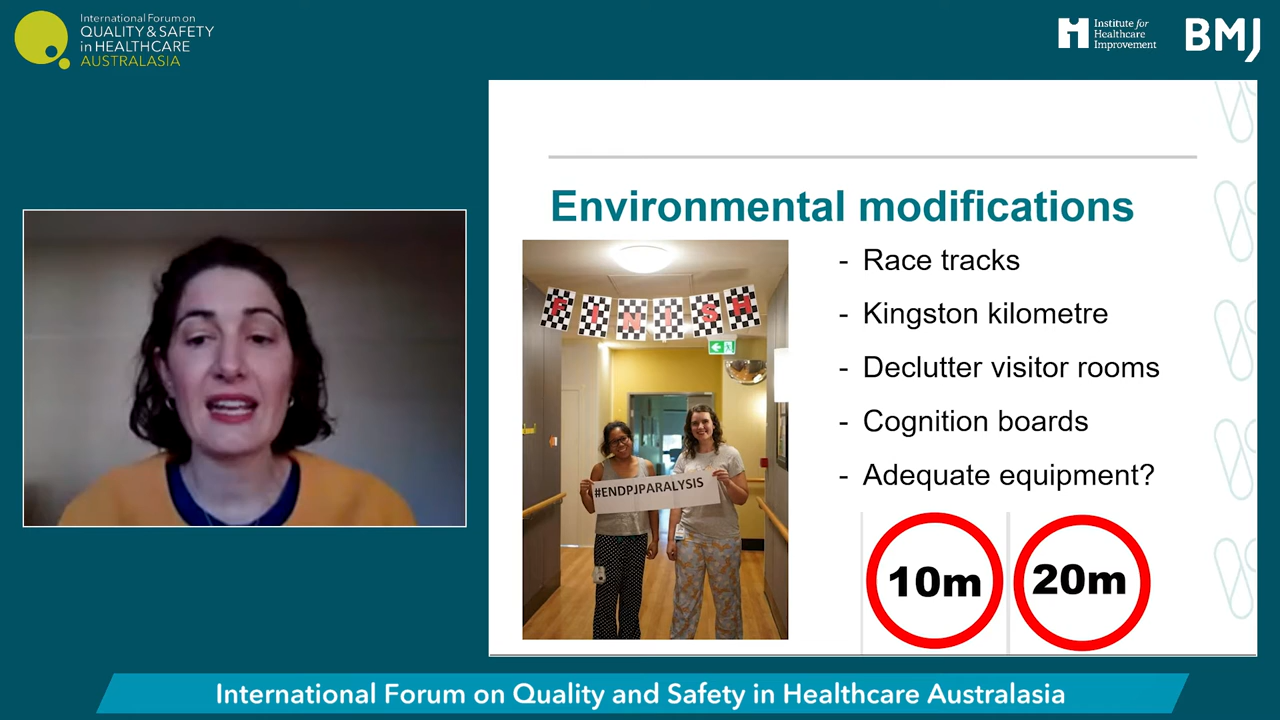 International Forum on
QUALITY & SAFETY
in HEALTHCARE
AUSTRALASIA
Institute for
Healthcare
Improvement
BMJ
Environmental modifications
FINISH
#ENDPJPARALYSIS
- Race tracks
- Kingston kilometre
- Declutter visitor rooms
- Cognition boards
- Adequate equipment?
10m
20m
International Forum on Quality and Safety in Healthcare Australasia